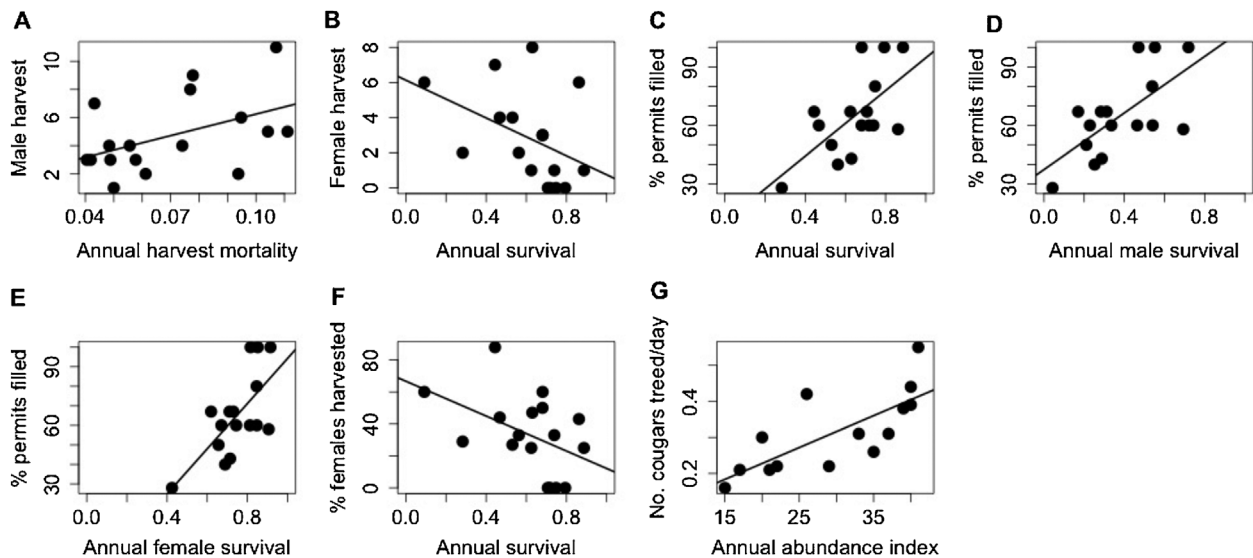 A
Male harvest
10
6
2
0.04
0.07
0.10
Annual harvest mortality
B
Female harvest
8
6
4
2
0
0.0
0.4
0.8
Annual survival
C
% permits filled
90
60
30
0.0
0.4
0.8
Annual survival
D
% permits filled
90
60
30
0.0
0.4
0.8
Annual male survival
E
% permits filled
90
60
30
0.0
0.4
0.8
Annual female survival
F
% females harvested
80
40
0
0.0
0.4
0.8
Annual survival
G
No. cougars treed/day
0.4
0.2
15
25
35
Annual abundance index